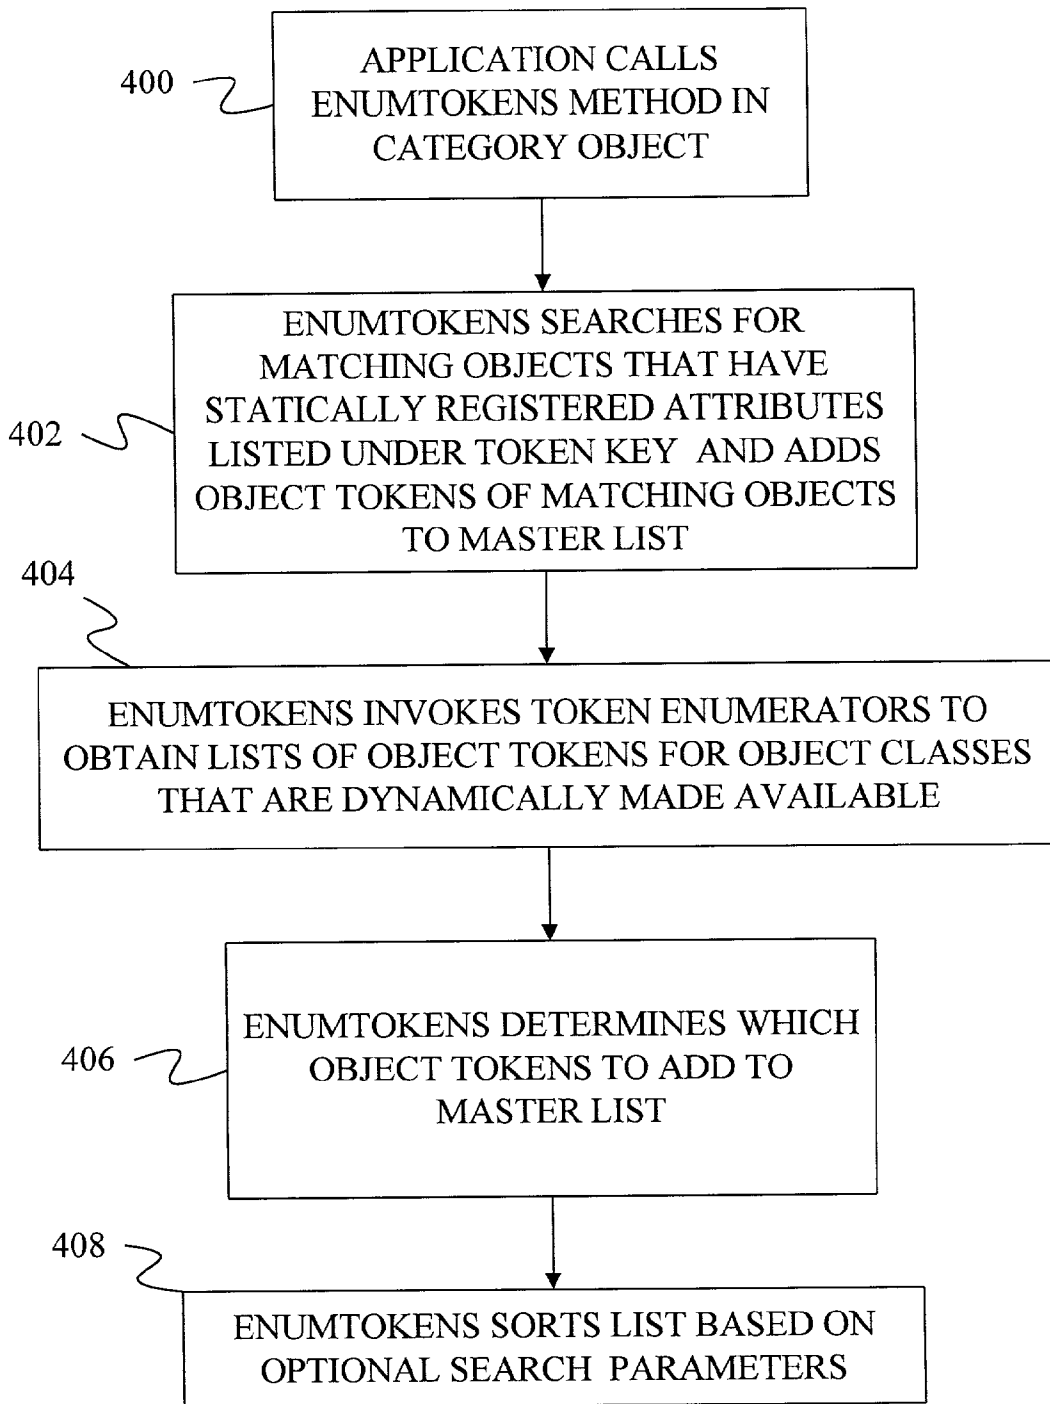 400
APPLICATION CALLS
ENUMTOKENS METHOD IN
CATEGORY OBJECT
402
ENUMTOKENS SEARCHES FOR
MATCHING OBJECTS THAT HAVE
STATICALLY REGISTERED ATTRIBUTES
LISTED UNDER TOKEN KEY AND ADDS
OBJECT TOKENS OF MATCHING OBJECTS
TO MASTER LIST
404
ENUMTOKENS INVOKES TOKEN ENUMERATORS TO
OBTAIN LISTS OF OBJECT TOKENS FOR OBJECT CLASSES
THAT ARE DYNAMICALLY MADE AVAILABLE
406
ENUMTOKENS DETERMINES WHICH
OBJECT TOKENS TO ADD TO
MASTER LIST
408
ENUMTOKENS SORTS LIST BASED ON
OPTIONAL SEARCH PARAMETERS